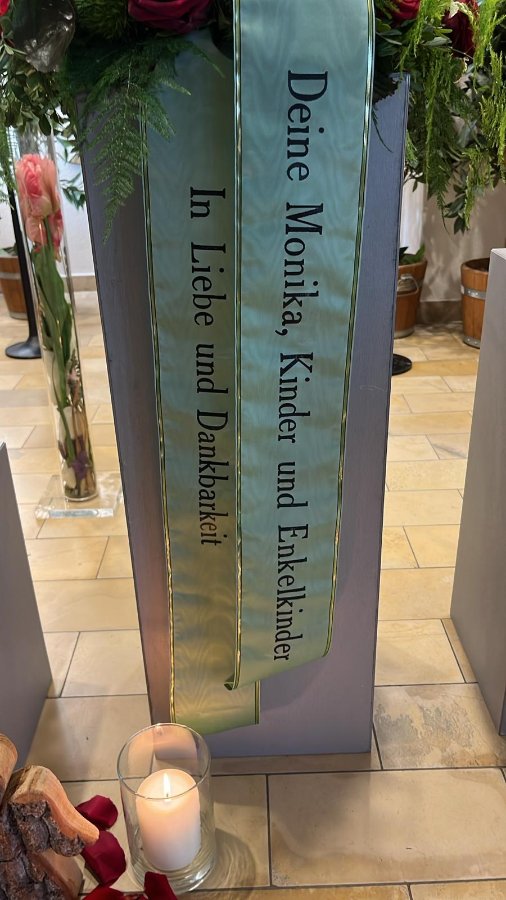 In Liebe und Dankbarkeit
Deine Monika, Kinder und Enkelkinder